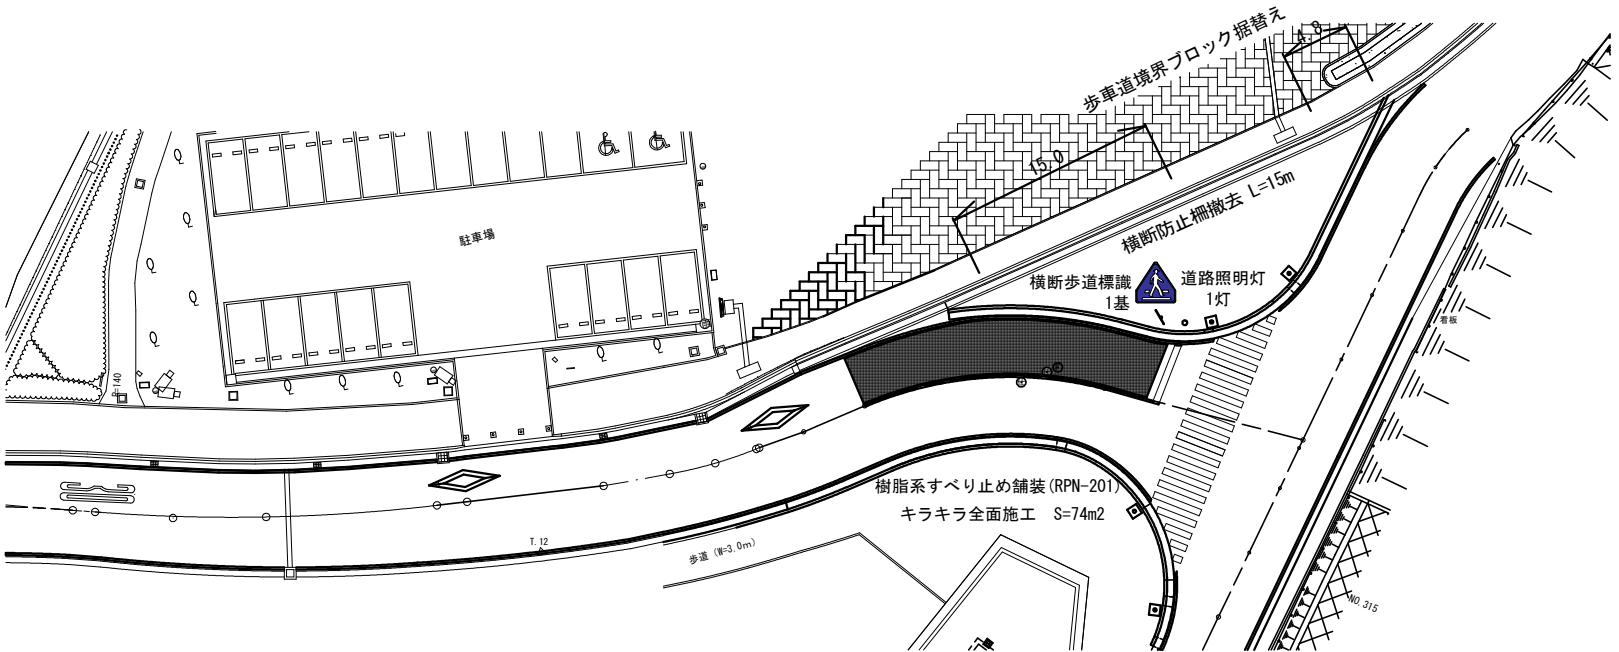 歩車道境界ブロック据替え
4.8
15.0
横断防止柵撤去 L=15m
駐車場
横断歩道標識
1基
道路照明灯
1灯
看板
樹脂系すべり止め舗装(RPN-201)
キラキラ全面施工 S=74m2
T.12
歩道 (W=3.0m)
NO.315